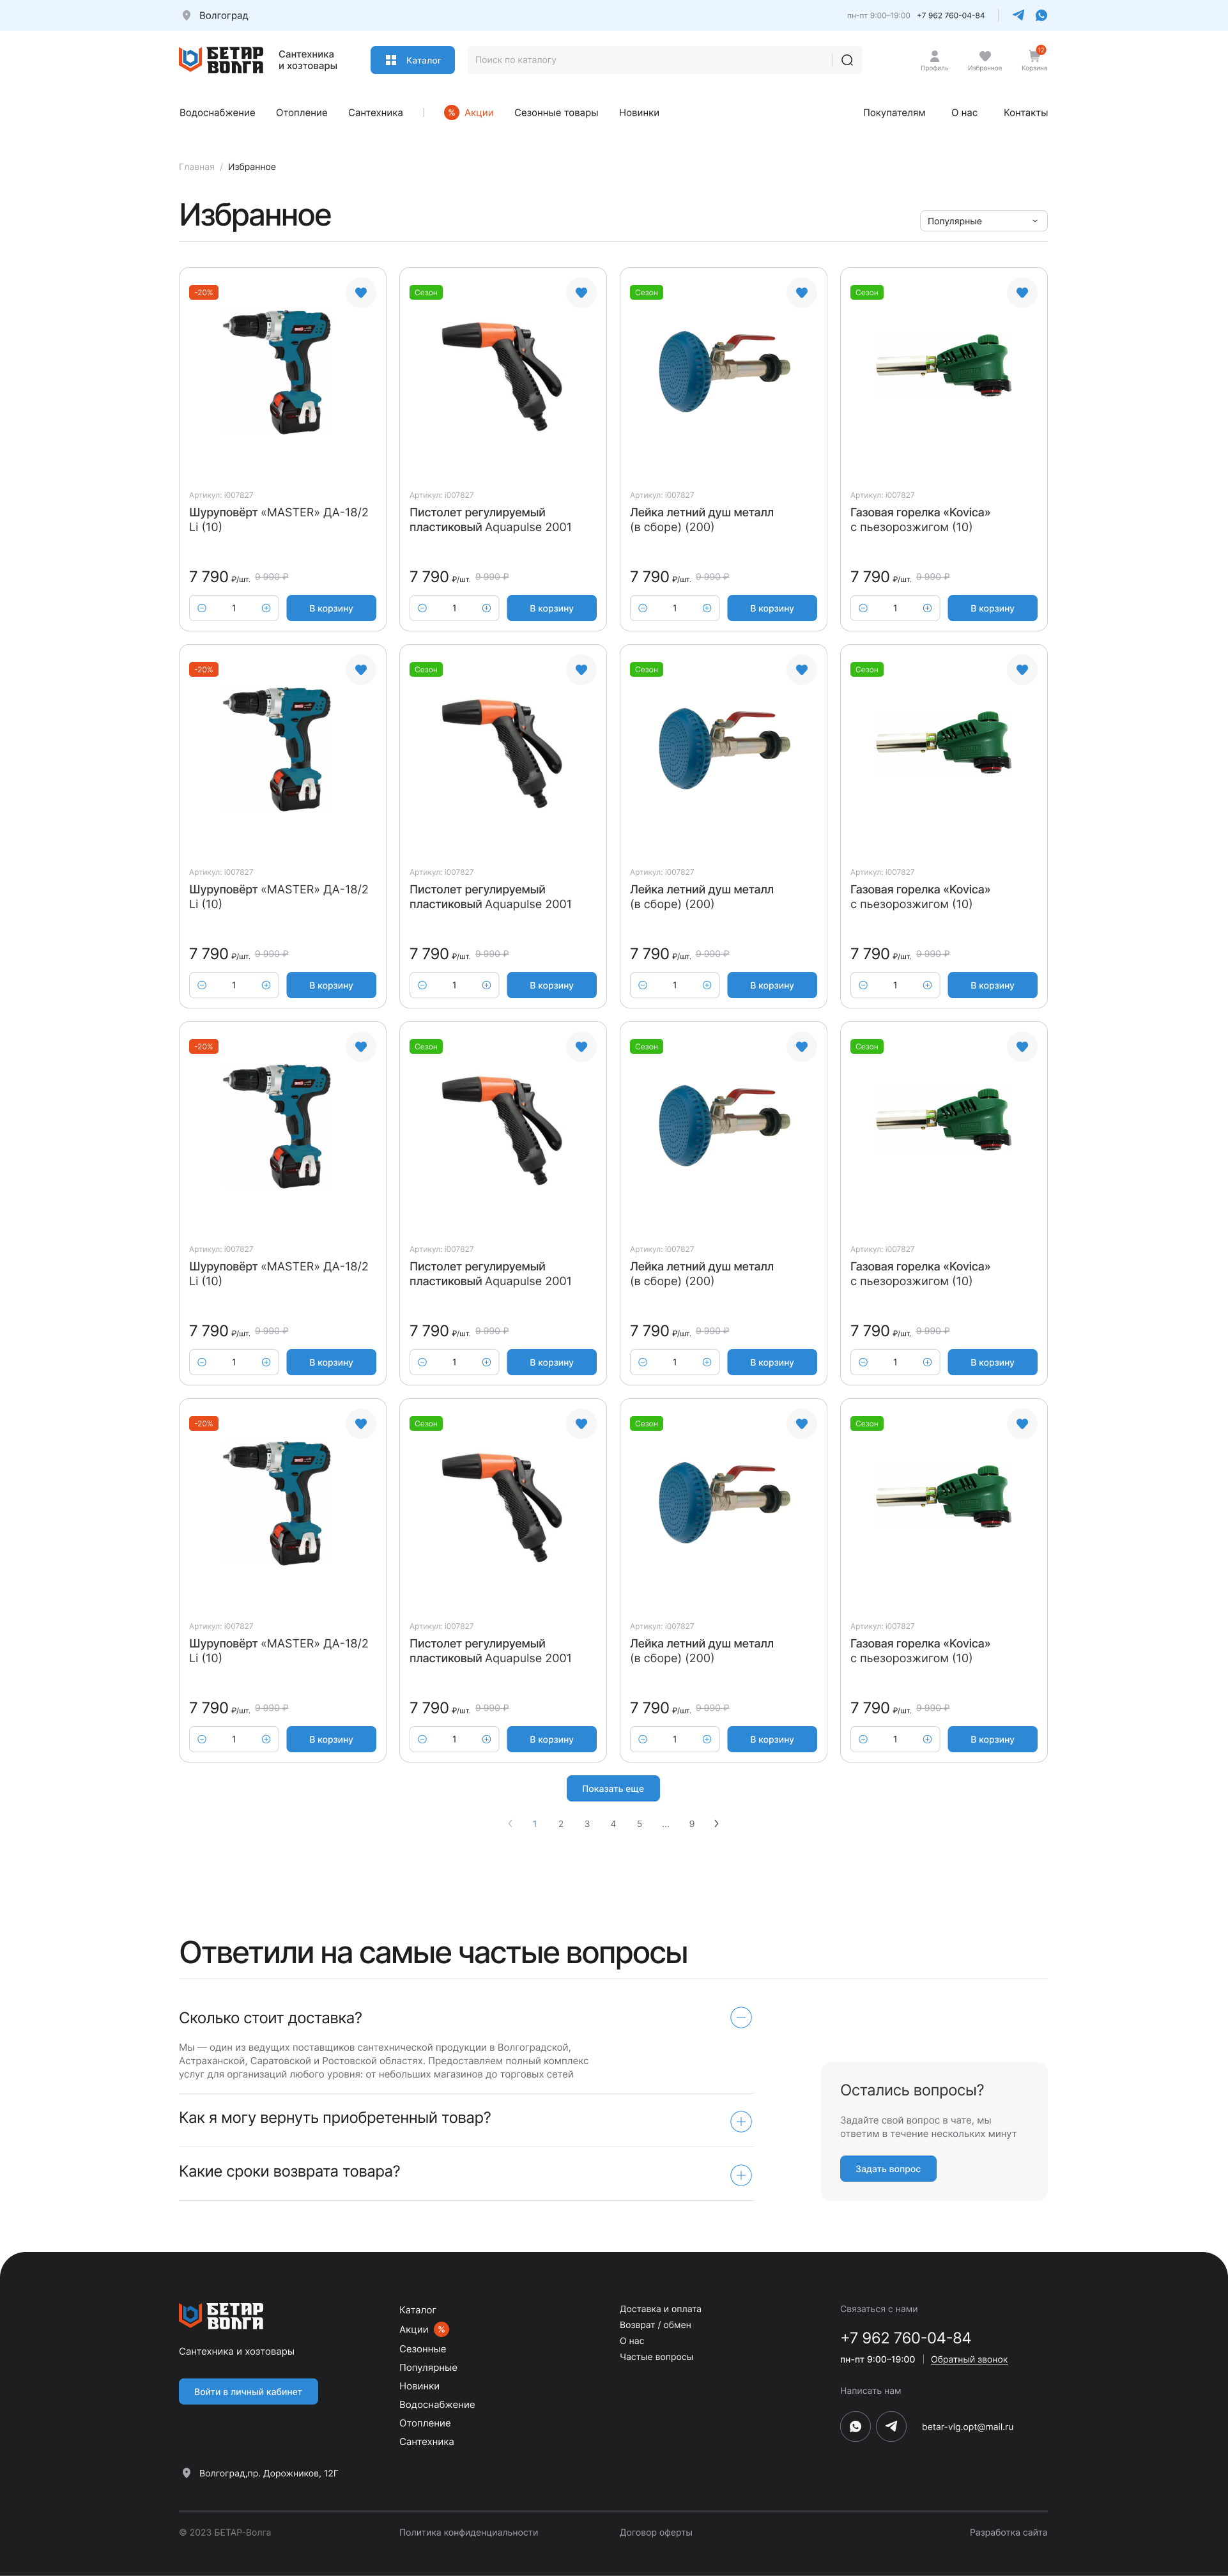 Волгоград
пн-пт 9:00–19:00 +7 962 760-04-84
БЕТАР
ВОЛГА
Сантехника
и хозтовары
Каталог
Поиск по каталогу
Профиль
Избранное
12
Корзина
Водоснабжение Отопление Сантехника | % Акции Сезонные товары Новинки Покупателям О нас Контакты
Главная / Избранное
Избранное
Популярные
-20% Сезон Сезон Сезон
Артикул: i007827 Артикул: i007827 Артикул: i007827 Артикул: i007827
Шуруповёрт «MASTER» ДА-18/2 Пистолет регулируемый Лейка летний душ металл Газовая горелка «Kovica»
Li (10) пластиковый Aquapulse 2001 (в сборе) (200) с пьезорозжигом (10)
7 790 ₽/шт. 9 990 ₽ 7 790 ₽/шт. 9 990 ₽ 7 790 ₽/шт. 9 990 ₽ 7 790 ₽/шт. 9 990 ₽
1 В корзину 1 В корзину 1 В корзину 1 В корзину
-20% Сезон Сезон Сезон
Артикул: i007827 Артикул: i007827 Артикул: i007827 Артикул: i007827
Шуруповёрт «MASTER» ДА-18/2 Пистолет регулируемый Лейка летний душ металл Газовая горелка «Kovica»
Li (10) пластиковый Aquapulse 2001 (в сборе) (200) с пьезорозжигом (10)
7 790 ₽/шт. 9 990 ₽ 7 790 ₽/шт. 9 990 ₽ 7 790 ₽/шт. 9 990 ₽ 7 790 ₽/шт. 9 990 ₽
1 В корзину 1 В корзину 1 В корзину 1 В корзину
-20% Сезон Сезон Сезон
Артикул: i007827 Артикул: i007827 Артикул: i007827 Артикул: i007827
Шуруповёрт «MASTER» ДА-18/2 Пистолет регулируемый Лейка летний душ металл Газовая горелка «Kovica»
Li (10) пластиковый Aquapulse 2001 (в сборе) (200) с пьезорозжигом (10)
7 790 ₽/шт. 9 990 ₽ 7 790 ₽/шт. 9 990 ₽ 7 790 ₽/шт. 9 990 ₽ 7 790 ₽/шт. 9 990 ₽
1 В корзину 1 В корзину 1 В корзину 1 В корзину
-20% Сезон Сезон Сезон
Артикул: i007827 Артикул: i007827 Артикул: i007827 Артикул: i007827
Шуруповёрт «MASTER» ДА-18/2 Пистолет регулируемый Лейка летний душ металл Газовая горелка «Kovica»
Li (10) пластиковый Aquapulse 2001 (в сборе) (200) с пьезорозжигом (10)
7 790 ₽/шт. 9 990 ₽ 7 790 ₽/шт. 9 990 ₽ 7 790 ₽/шт. 9 990 ₽ 7 790 ₽/шт. 9 990 ₽
1 В корзину 1 В корзину 1 В корзину 1 В корзину
Показать еще
1 2 3 4 5 ... 9
Ответили на самые частые вопросы
Сколько стоит доставка?
Мы — один из ведущих поставщиков сантехнической продукции в Волгоградской,
Астраханской, Саратовской и Ростовской областях. Предоставляем полный комплекс
услуг для организаций любого уровня: от небольших магазинов до торговых сетей
Как я могу вернуть приобретенный товар?
Какие сроки возврата товара?
Остались вопросы?
Задайте свой вопрос в чате, мы
ответим в течение нескольких минут
Задать вопрос
БЕТАР
ВОЛГА
Сантехника и хозтовары
Войти в личный кабинет
Волгоград,пр. Дорожников, 12Г
Каталог
Акции %
Сезонные
Популярные
Новинки
Водоснабжение
Отопление
Сантехника
Доставка и оплата
Возврат / обмен
О нас
Частые вопросы
Связаться с нами
+7 962 760-04-84
пн-пт 9:00–19:00 | Обратный звонок
Написать нам
betar-vlg.opt@mail.ru
© 2023 БЕТАР-Волга Политика конфиденциальности Договор оферты Разработка сайта